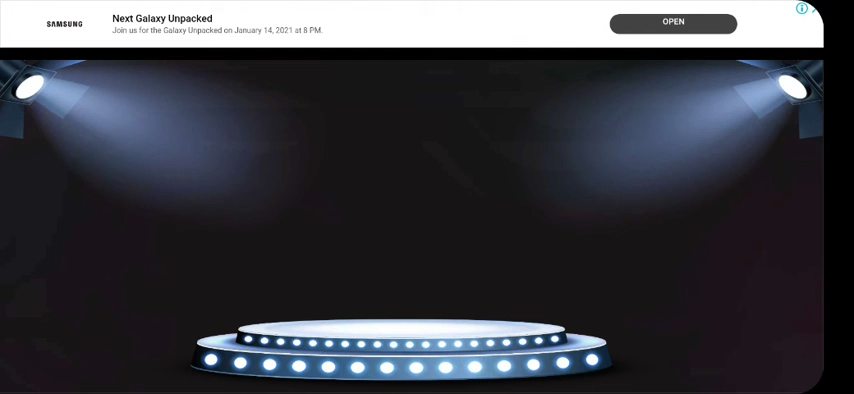 SAMSUNG
Next Galaxy Unpacked
Join us for the Galaxy Unpacked on January 14, 2021 at 8 PM.
OPEN